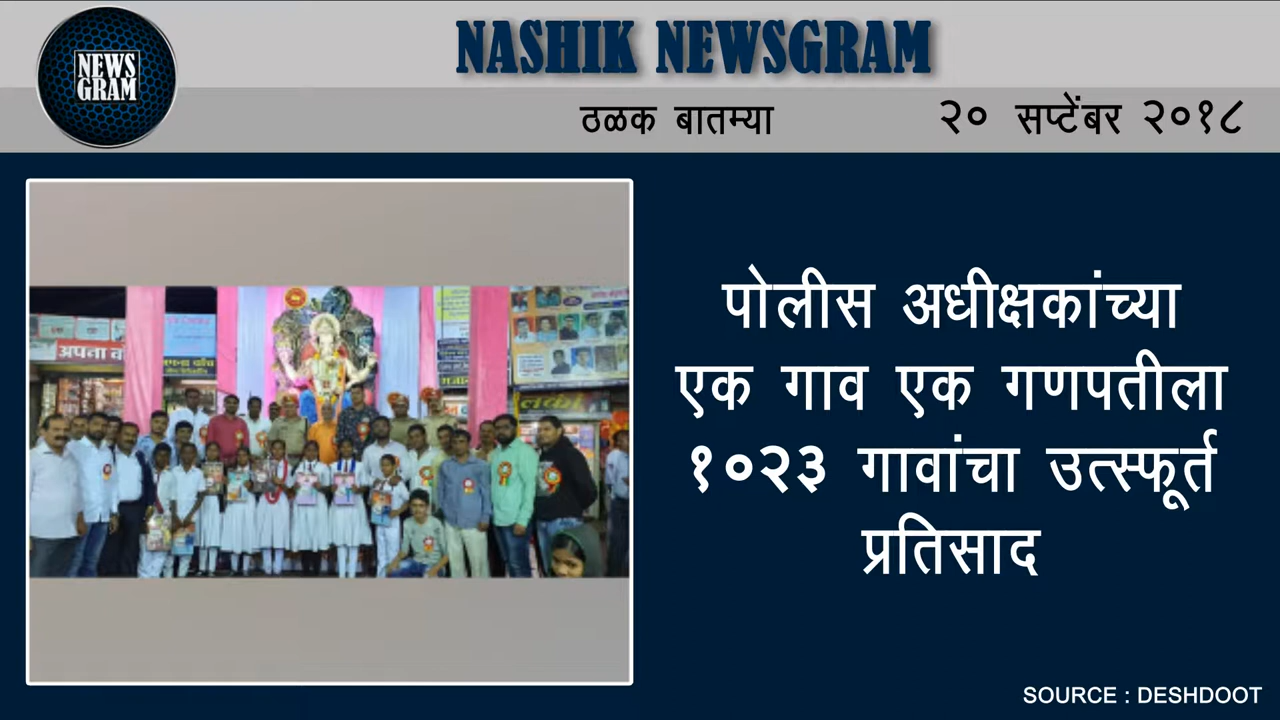 NEWS
GRAM
NASHIK NEWSGRAM
ठळक बातम्या
२० सप्टेंबर २०१८
अपना
पोलीस अधीक्षकांच्या
एक गाव एक गणपतीला
१०२३ गावांचा उत्स्फूर्त
प्रतिसाद
SOURCE : DESHDOOT